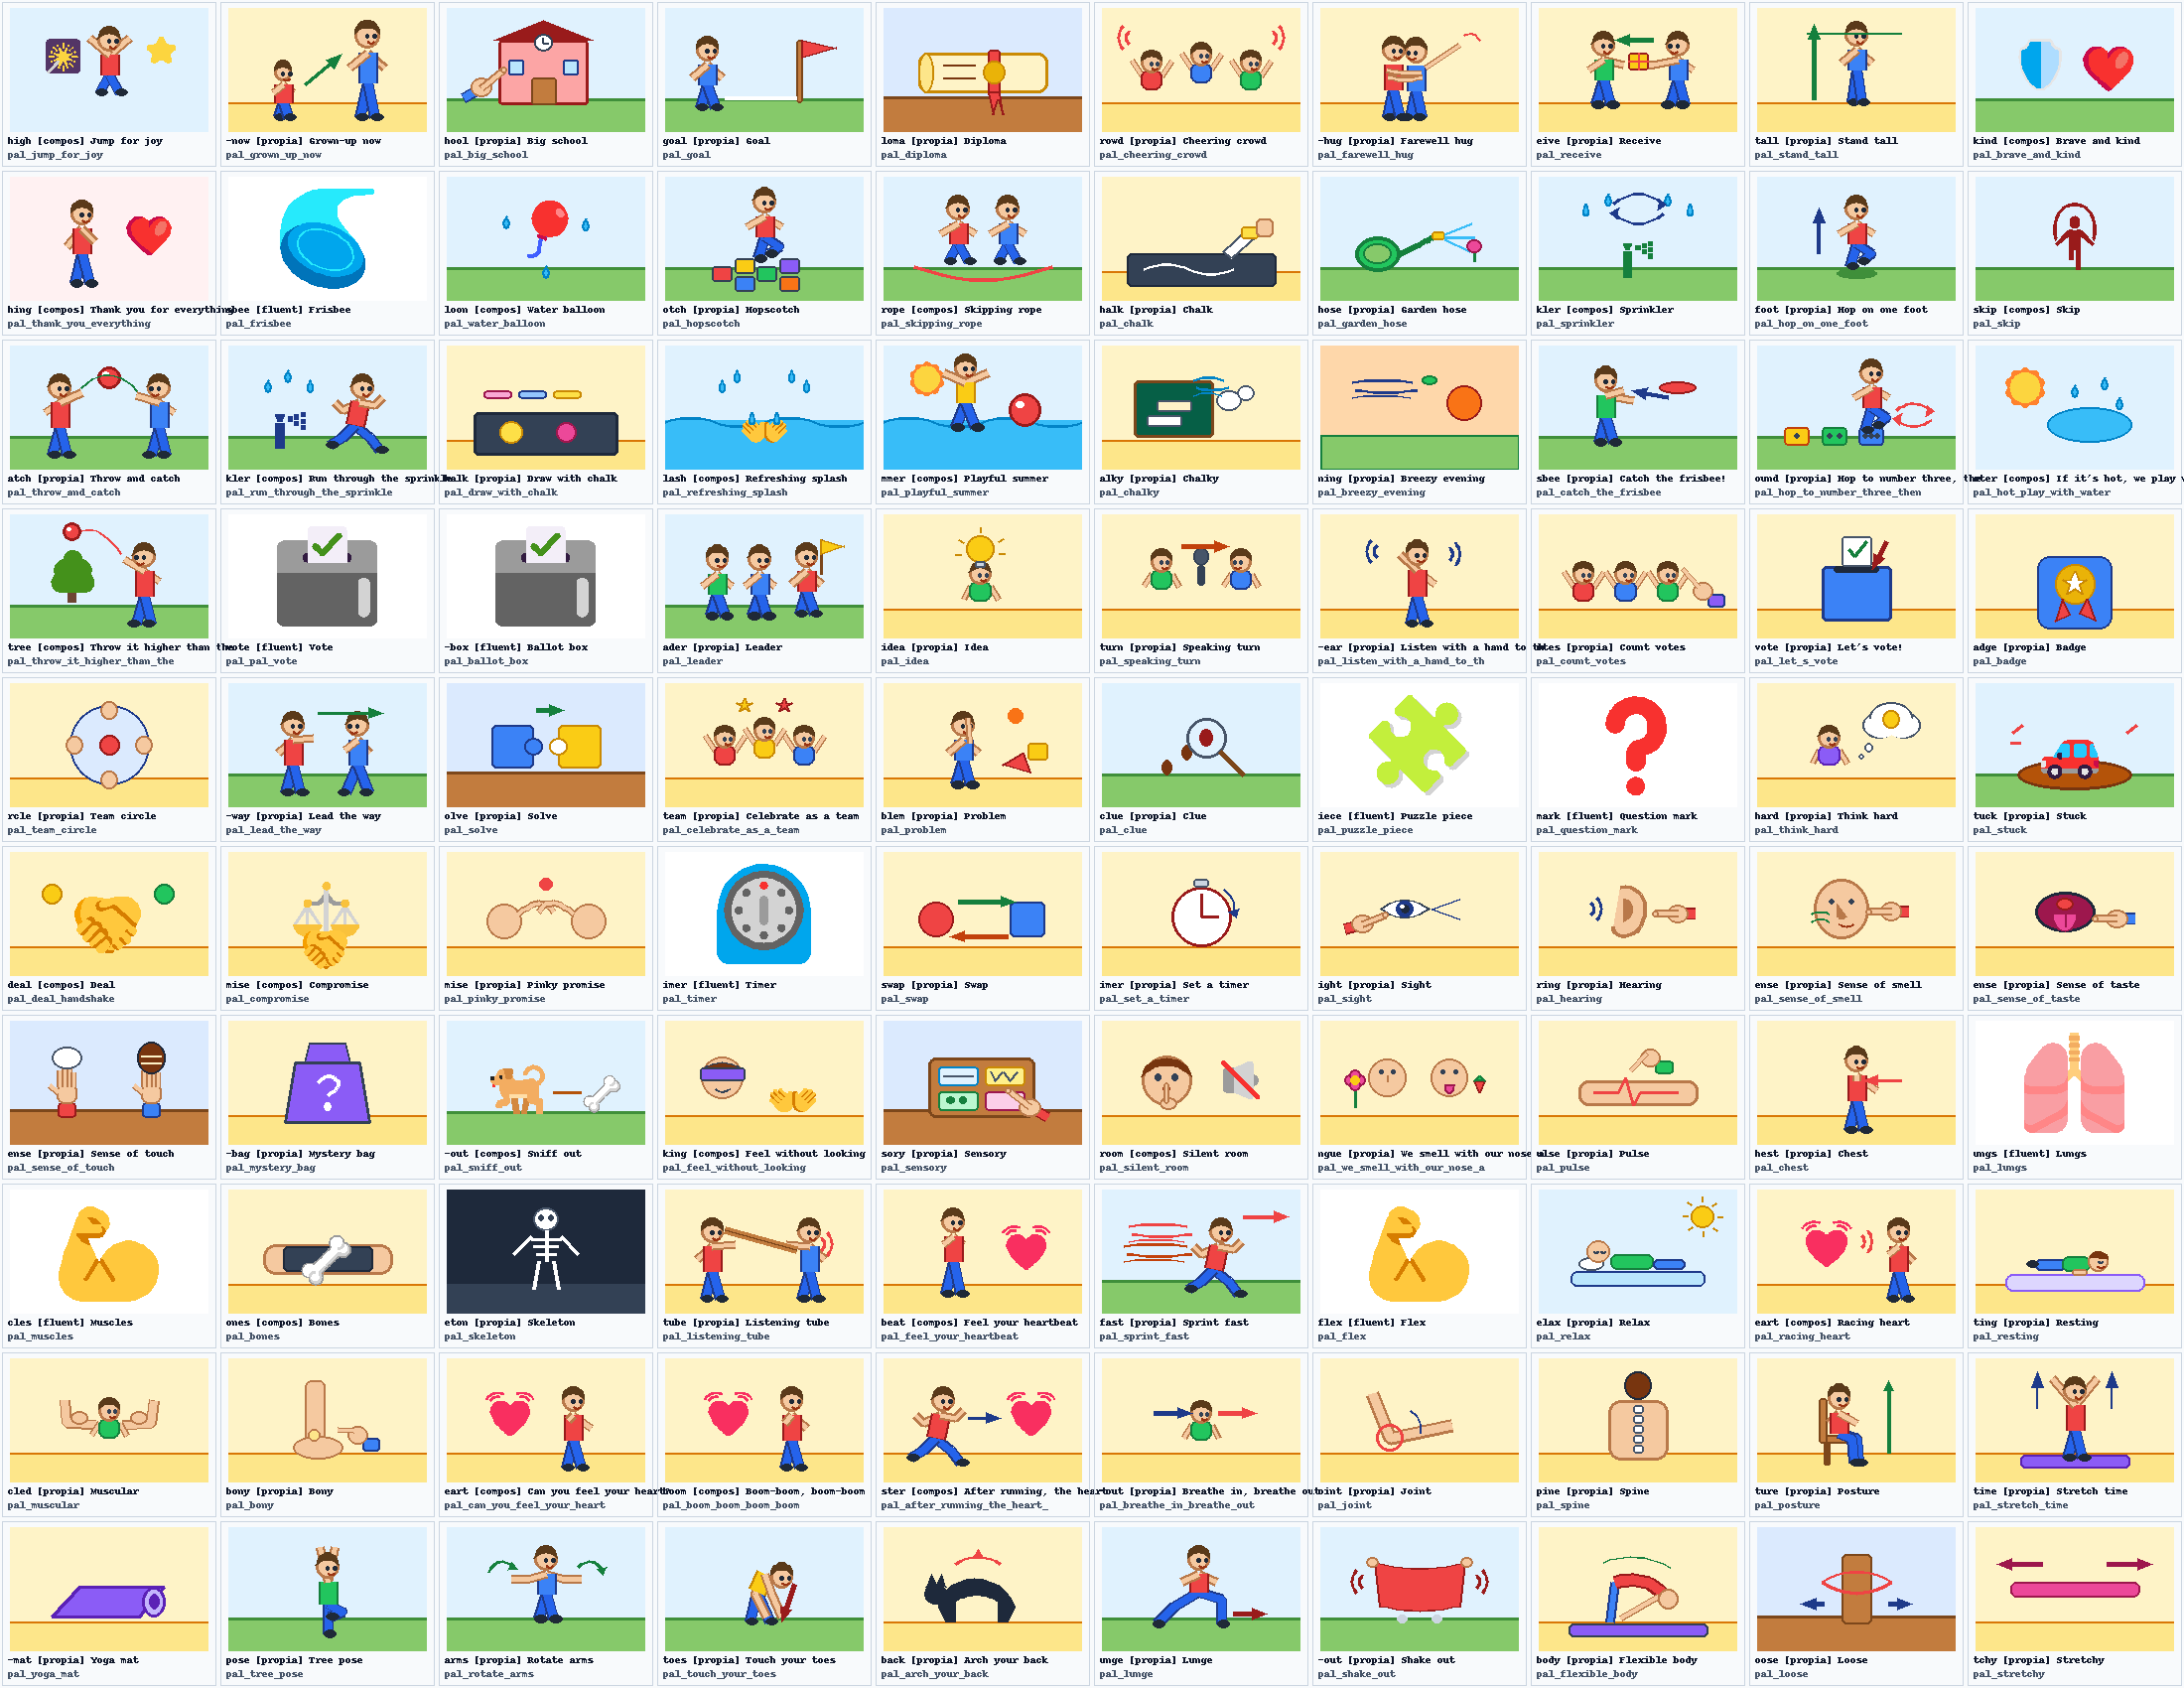 high [compos] Jump for joy
pal_jump_for_joy
-now [propia] Grown-up now
pal_grown_up_now
hool [propia] Big school
pal_big_school
goal [propia] Goal
pal_goal
loma [propia] Diploma
pal_diploma
rowd [propia] Cheering crowd
pal_cheering_crowd
-hug [propia] Farewell hug
pal_farewell_hug
eive [propia] Receive
pal_receive
tall [propia] Stand tall
pal_stand_tall
kind [compos] Brave and kind
pal_brave_and_kind
hing [compos] Thank you for everything
pal_thank_you_everything
sbee [fluent] Frisbee
pal_frisbee
loon [compos] Water balloon
pal_water_balloon
otch [propia] Hopscotch
pal_hopscotch
rope [compos] Skipping rope
pal_skipping_rope
halk [propia] Chalk
pal_chalk
hose [propia] Garden hose
pal_garden_hose
kler [compos] Sprinkler
pal_sprinkler
foot [propia] Hop on one foot
pal_hop_on_one_foot
skip [compos] Skip
pal_skip
atch [propia] Throw and catch
pal_throw_and_catch
kler [compos] Run through the sprinkle
pal_run_through_the_sprinkle
halk [propia] Draw with chalk
pal_draw_with_chalk
lash [compos] Refreshing splash
pal_refreshing_splash
mmer [compos] Playful summer
pal_playful_summer
alky [propia] Chalky
pal_chalky
ning [propia] Breezy evening
pal_breezy_evening
sbee [propia] Catch the frisbee!
pal_catch_the_frisbee
ound [propia] Hop to number three, the
pal_hop_to_number_three_then
ater [compos] If it's hot, we play w
pal_hot_play_with_water
tree [compos] Throw it higher than the
pal_throw_it_higher_than_the
vote [fluent] Vote
pal_pal_vote
-box [fluent] Ballot box
pal_ballot_box
ader [propia] Leader
pal_leader
idea [propia] Idea
pal_idea
turn [propia] Speaking turn
pal_speaking_turn
-ear [propia] Listen with a hand to th
pal_listen_with_a_hand_to_th
otes [propia] Count votes
pal_count_votes
vote [propia] Let's vote!
pal_let_s_vote
adge [propia] Badge
pal_badge
rcle [propia] Team circle
pal_team_circle
-way [propia] Lead the way
pal_lead_the_way
olve [propia] Solve
pal_solve
team [propia] Celebrate as a team
pal_celebrate_as_a_team
blem [propia] Problem
pal_problem
clue [propia] Clue
pal_clue
iece [fluent] Puzzle piece
pal_puzzle_piece
mark [fluent] Question mark
pal_question_mark
hard [propia] Think hard
pal_think_hard
tuck [propia] Stuck
pal_stuck
deal [compos] Deal
pal_deal_handshake
mise [compos] Compromise
pal_compromise
mise [propia] Pinky promise
pal_pinky_promise
imer [fluent] Timer
pal_timer
swap [propia] Swap
pal_swap
imer [propia] Set a timer
pal_set_a_timer
ight [propia] Sight
pal_sight
ring [propia] Hearing
pal_hearing
ense [propia] Sense of smell
pal_sense_of_smell
ense [propia] Sense of taste
pal_sense_of_taste
ense [propia] Sense of touch
pal_sense_of_touch
?
-bag [propia] Mystery bag
pal_mystery_bag
-out [compos] Sniff out
pal_sniff_out
king [compos] Feel without looking
pal_feel_without_looking
sory [propia] Sensory
pal_sensory
room [compos] Silent room
pal_silent_room
ngue [propia] We smell with our nose
pal_we_smell_with_our_nose_a
ulse [propia] Pulse
pal_pulse
hest [propia] Chest
pal_chest
ungs [fluent] Lungs
pal_lungs
cles [fluent] Muscles
pal_muscles
ones [compos] Bones
pal_bones
eton [propia] Skeleton
pal_skeleton
tube [propia] Listening tube
pal_listening_tube
beat [compos] Feel your heartbeat
pal_feel_your_heartbeat
fast [propia] Sprint fast
pal_sprint_fast
flex [fluent] Flex
pal_flex
elax [propia] Relax
pal_relax
eart [compos] Racing heart
pal_racing_heart
ting [propia] Resting
pal_resting
cled [propia] Muscular
pal_muscular
bony [propia] Bony
pal_bony
eart [compos] Can you feel your heart
pal_can_you_feel_your_heart
boom [compos] Boom-boom, boom-boom
pal_boom_boom_boom_boom
ster [compos] After running, the heart
pal_after_running_the_heart_
-out [propia] Breathe in, breathe out
pal_breathe_in_breathe_out
oint [propia] Joint
pal_joint
pine [propia] Spine
pal_spine
ture [propia] Posture
pal_posture
time [propia] Stretch time
pal_stretch_time
-mat [propia] Yoga mat
pal_yoga_mat
pose [propia] Tree pose
pal_tree_pose
arms [propia] Rotate arms
pal_rotate_arms
toes [propia] Touch your toes
pal_touch_your_toes
back [propia] Arch your back
pal_arch_your_back
unge [propia] Lunge
pal_lunge
-out [propia] Shake out
pal_shake_out
body [propia] Flexible body
pal_flexible_body
oose [propia] Loose
pal_loose
tchy [propia] Stretchy
pal_stretchy